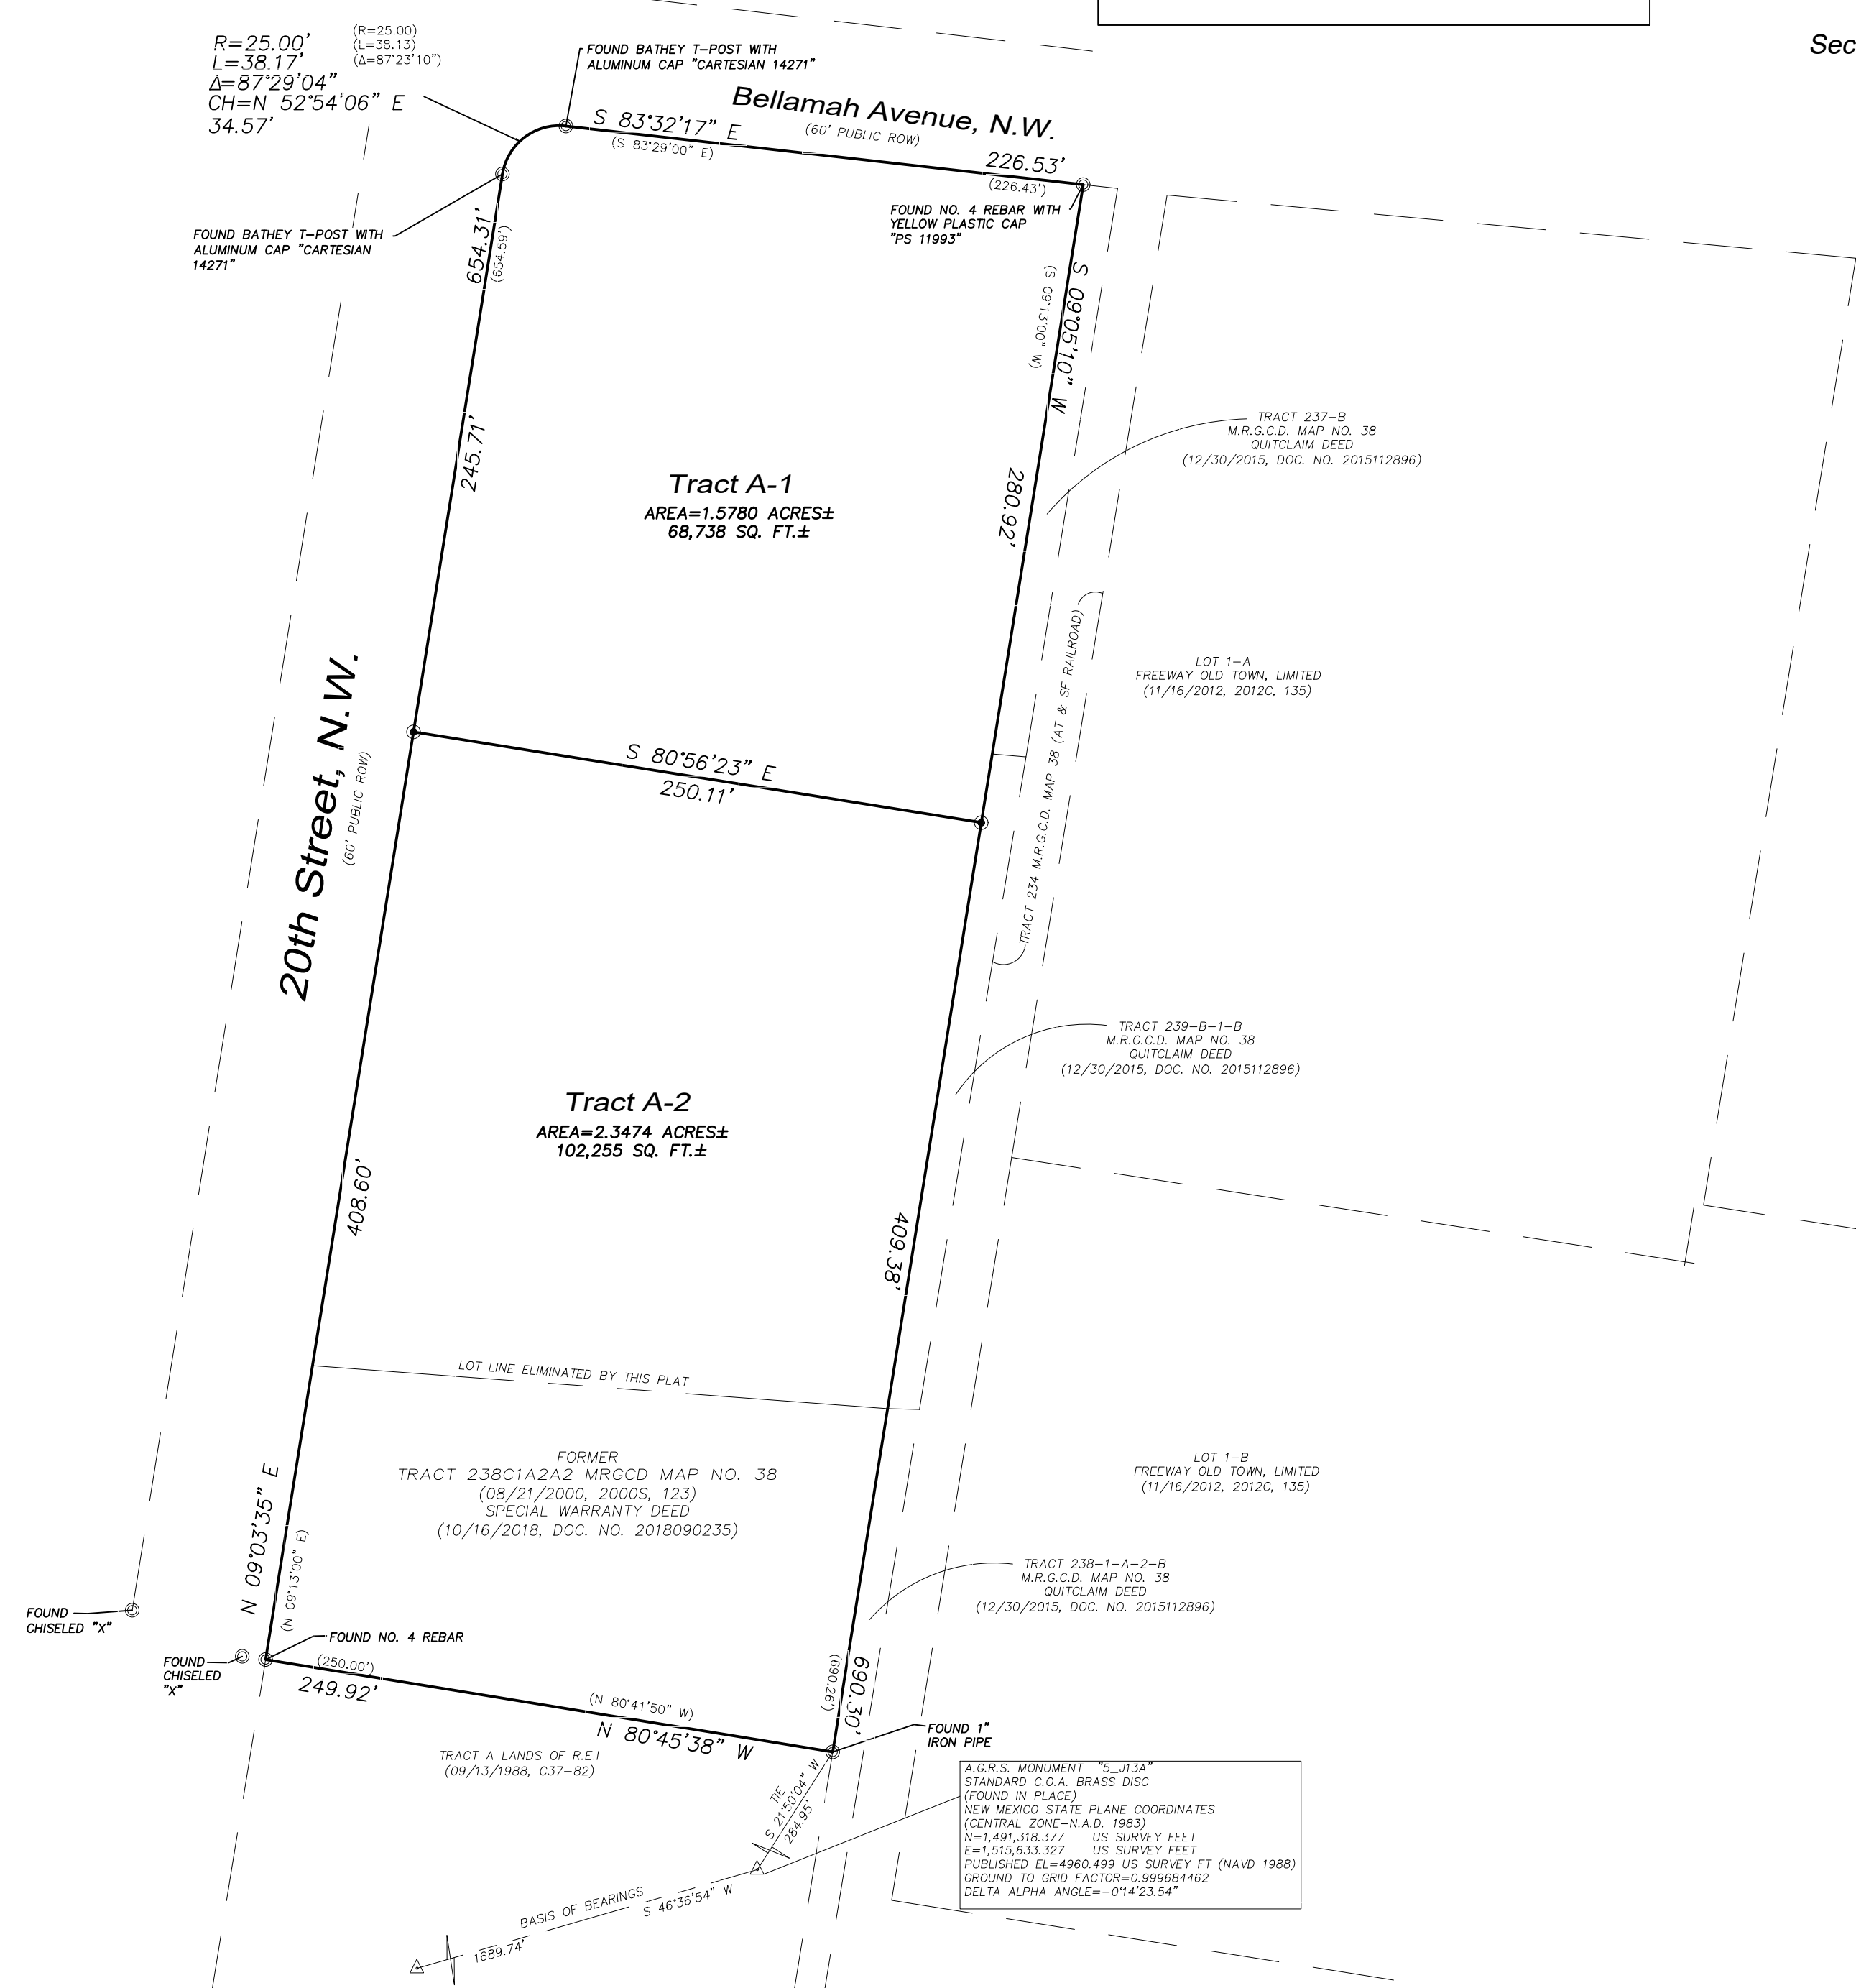 Sec
R=25.00'
L=38.17'
Δ=87°29'04"
CH=N 52°54'06" E
34.57'
(R=25.00)
(L=38.13)
(Δ=87°23'10")
FOUND BATHEY T-POST WITH
ALUMINUM CAP "CARTESIAN 14271"
Bellamah Avenue, N.W.
(60' PUBLIC ROW)
S 83°32'17" E
(S 83°29'00" E)
226.53'
(226.43')
FOUND NO. 4 REBAR WITH
YELLOW PLASTIC CAP
"PS 11993"
FOUND BATHEY T-POST WITH
ALUMINUM CAP "CARTESIAN
14271"
654.31'
(654.59')
S 09°05'10" W
(S 09°13'00" W)
245.71'
280.92'
TRACT 237-B
M.R.G.C.D. MAP NO. 38
QUITCLAIM DEED
(12/30/2015, DOC. NO. 2015112896)
Tract A-1
AREA=1.5780 ACRES±
68,738 SQ. FT.±
LOT 1-A
FREEWAY OLD TOWN, LIMITED
(11/16/2012, 2012C, 135)
TRACT 234 M.R.G.C.D. MAP 38 (AT & SF RAILROAD)
20th Street, N.W.
(60' PUBLIC ROW)
S 80°56'23" E
250.11'
TRACT 239-B-1-B
M.R.G.C.D. MAP NO. 38
QUITCLAIM DEED
(12/30/2015, DOC. NO. 2015112896)
Tract A-2
AREA=2.3474 ACRES±
102,255 SQ. FT.±
408.60'
409.38'
LOT LINE ELIMINATED BY THIS PLAT
FORMER
TRACT 238C1A2A2 MRGCD MAP NO. 38
(08/21/2000, 2000S, 123)
SPECIAL WARRANTY DEED
(10/16/2018, DOC. NO. 2018090235)
LOT 1-B
FREEWAY OLD TOWN, LIMITED
(11/16/2012, 2012C, 135)
N 09°03'35" E
(N 09°13'00" E)
TRACT 238-1-A-2-B
M.R.G.C.D. MAP NO. 38
QUITCLAIM DEED
(12/30/2015, DOC. NO. 2015112896)
FOUND
CHISELED "X"
FOUND NO. 4 REBAR
FOUND
CHISELED
"X"
(250.00')
249.92'
(N 80°41'50" W)
N 80°45'38" W
690.30'
(690.26')
FOUND 1"
IRON PIPE
TRACT A LANDS OF R.E.I
(09/13/1988, C37-82)
TIE
S 21°50'04" W
284.95'
A.G.R.S. MONUMENT "5_J13A"
STANDARD C.O.A. BRASS DISC
(FOUND IN PLACE)
NEW MEXICO STATE PLANE COORDINATES
(CENTRAL ZONE-N.A.D. 1983)
N=1,491,318.377 US SURVEY FEET
E=1,515,633.327 US SURVEY FEET
PUBLISHED EL=4960.499 US SURVEY FT (NAVD 1988)
GROUND TO GRID FACTOR=0.999684462
DELTA ALPHA ANGLE=-0°14'23.54"
BASIS OF BEARINGS
S 46°36'54" W
1689.74'